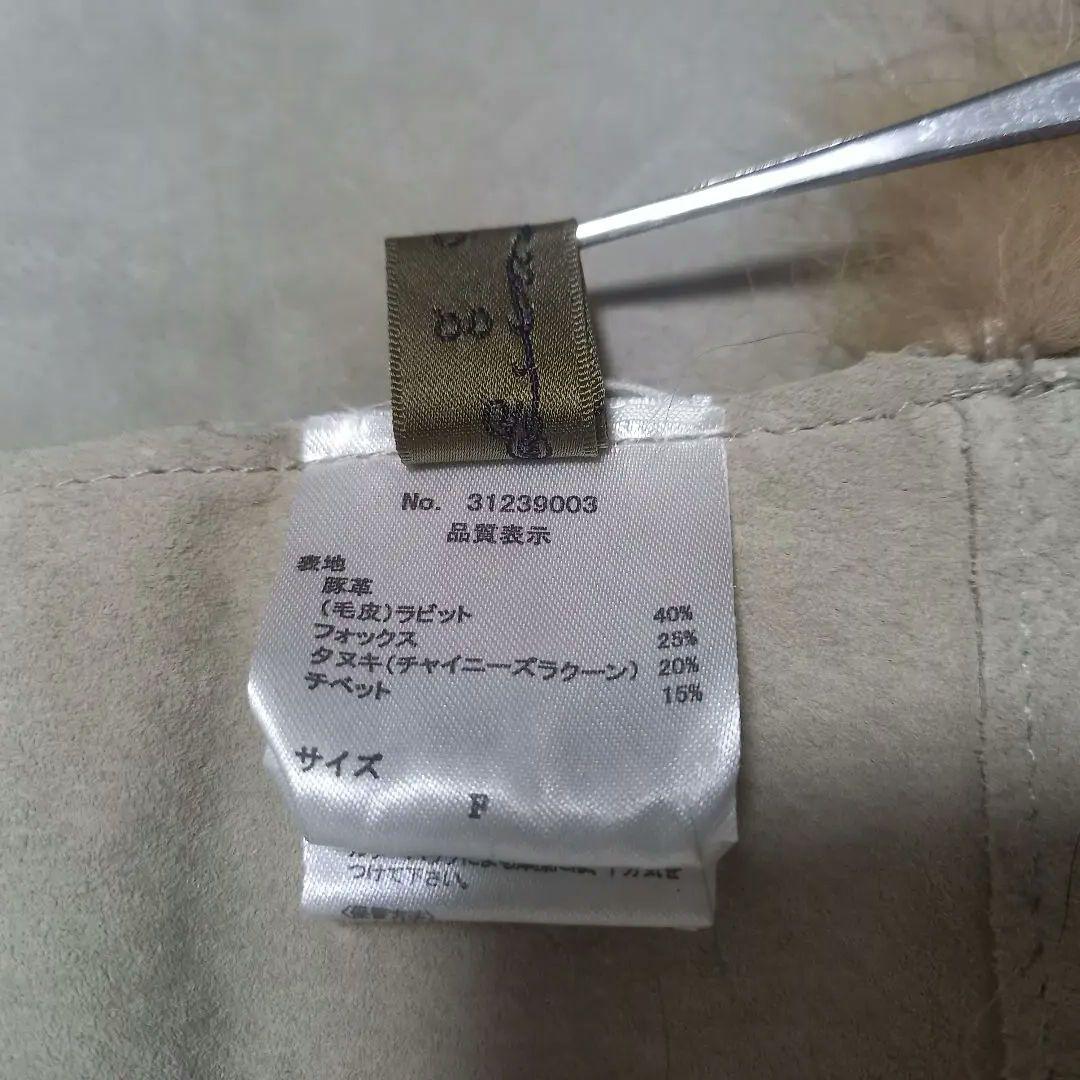 No. 31239003
品質表示
表地
豚革
(毛皮)ラビット 40%
フォックス 25%
タヌキ(チャイニーズラクーン) 20%
チベット 15%
サイズ
F
つけて下さい。